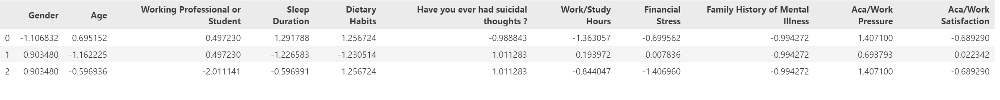 Gender Age Working Professional or Student Sleep Duration Dietary Habits Have you ever had suicidal thoughts ? Work/Study Hours Financial Stress Family History of Mental Illness Aca/Work Pressure Aca/Work Satisfaction
0 -1.106832 0.695152 0.497230 1.291788 1.256724 -0.988843 -1.363057 -0.699562 -0.994272 1.407100 -0.689290
1 0.903480 -1.162225 0.497230 -1.226583 -1.230514 1.011283 0.193972 0.007836 -0.994272 0.693793 0.022342
2 0.903480 -0.596936 -2.011141 -0.596991 1.256724 1.011283 -0.844047 -1.406960 -0.994272 1.407100 -0.689290